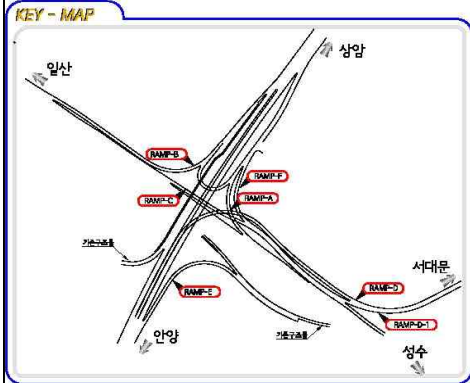 KEY - MAP
일산
상암
RAMP-B
RAMP-F
RAMP-C
RAMP-A
기존구조물
서대문
RAMP-D
RAMP-E
RAMP-D-1
기존구조물
안양
성수